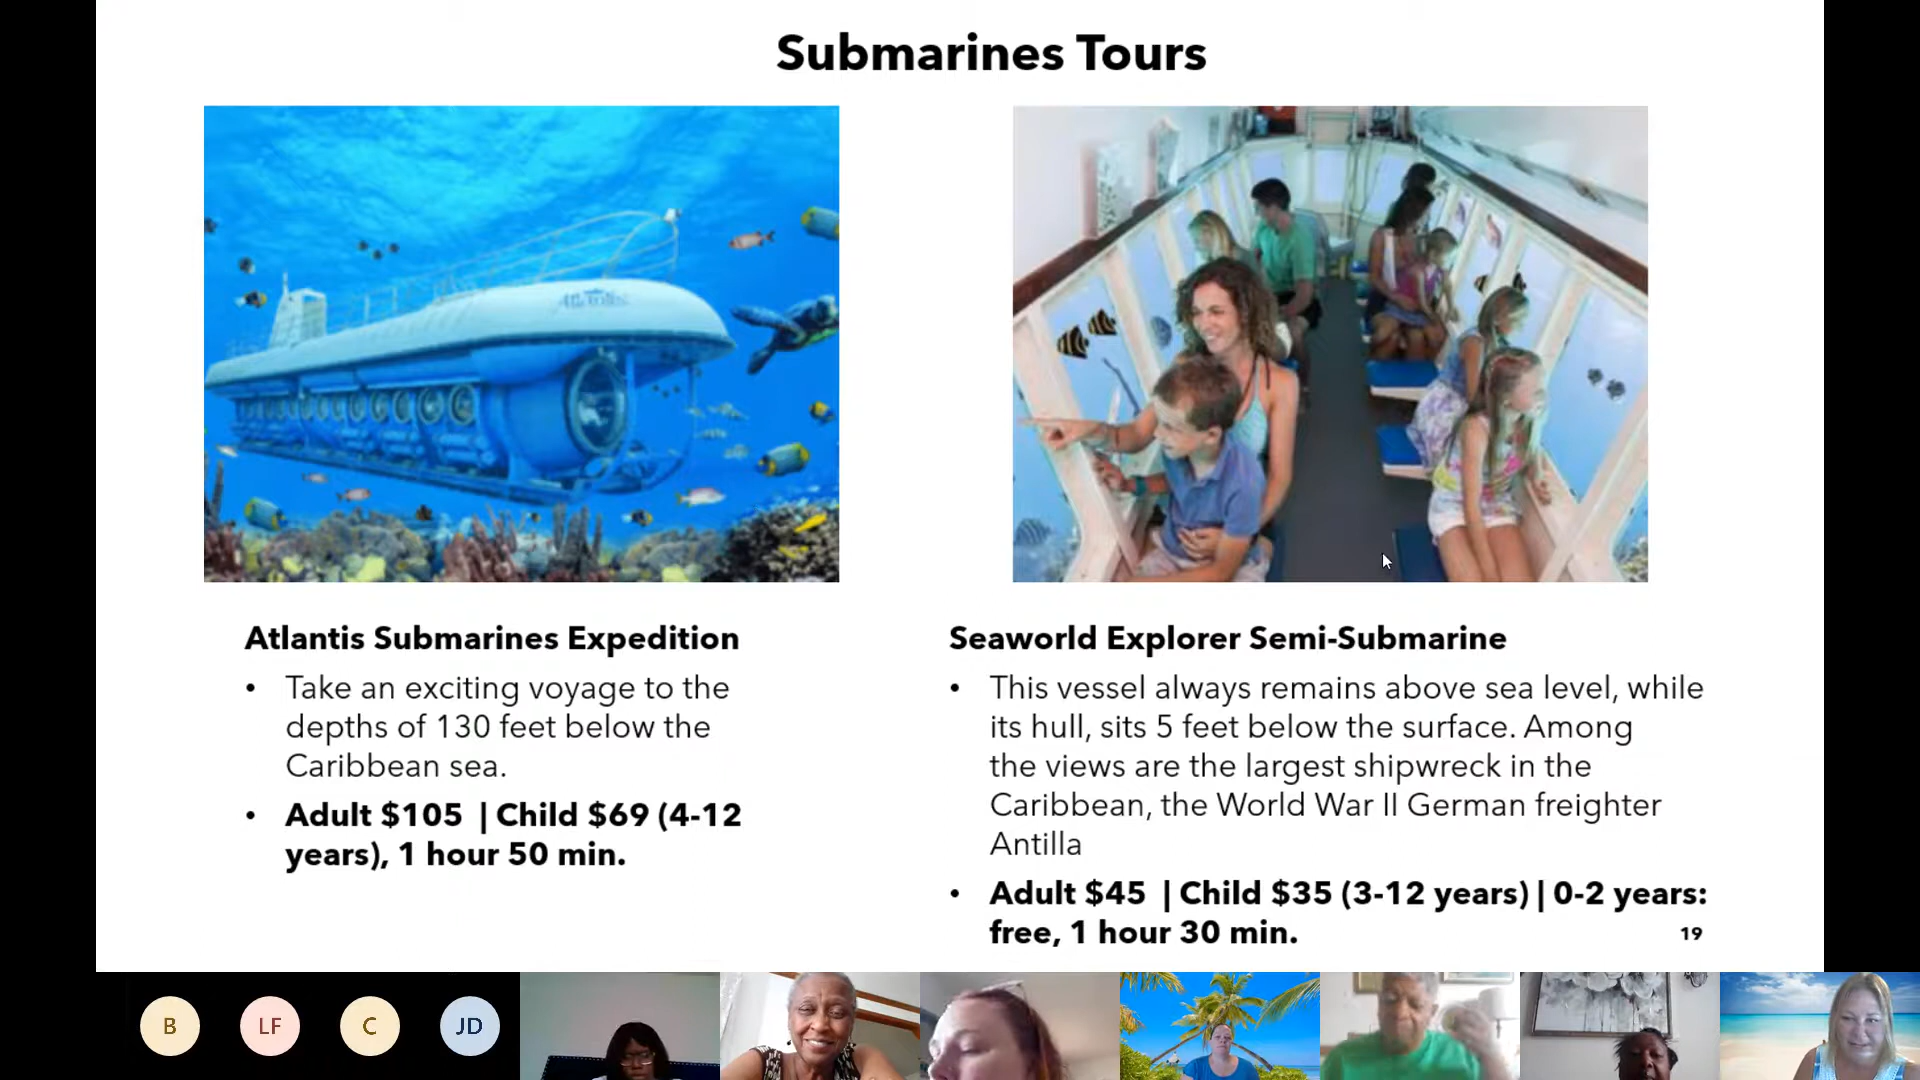 Submarines Tours
Atlantis
Atlantis Submarines Expedition
• Take an exciting voyage to the
depths of 130 feet below the
Caribbean sea.
• Adult $105 | Child $69 (4-12
years), 1 hour 50 min.
Seaworld Explorer Semi-Submarine
• This vessel always remains above sea level, while
its hull, sits 5 feet below the surface. Among
the views are the largest shipwreck in the
Caribbean, the World War II German freighter
Antilla
• Adult $45 | Child $35 (3-12 years) | 0-2 years:
free, 1 hour 30 min.
19
B
LF
C
JD